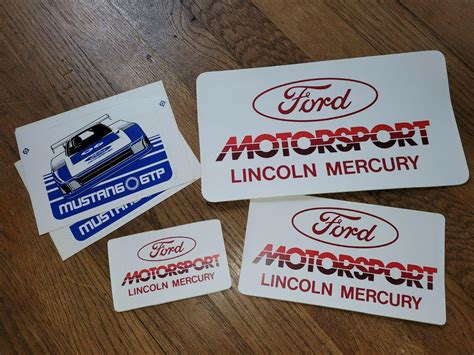 Ford
MOTORSPORT
LINCOLN MERCURY
MUSTANG GTP
MUSTANG
Ford
MOTORSPORT
LINCOLN MERCURY
Ford
MOTORSPORT
LINCOLN MERCURY